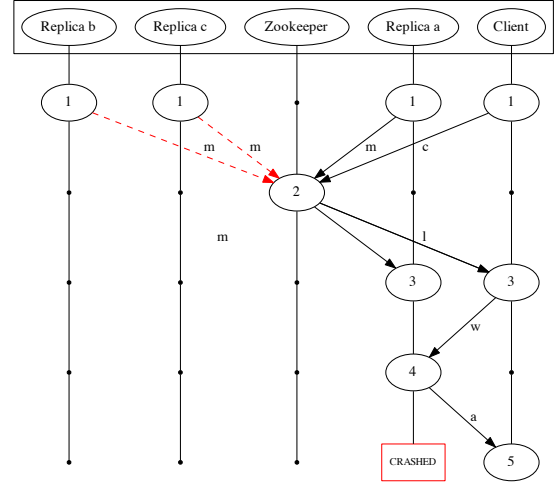 Replica b Replica c Zookeeper Replica a Client
1 1 1 1
m m m c
2
m l
3 3
w
4
a
CRASHED 5